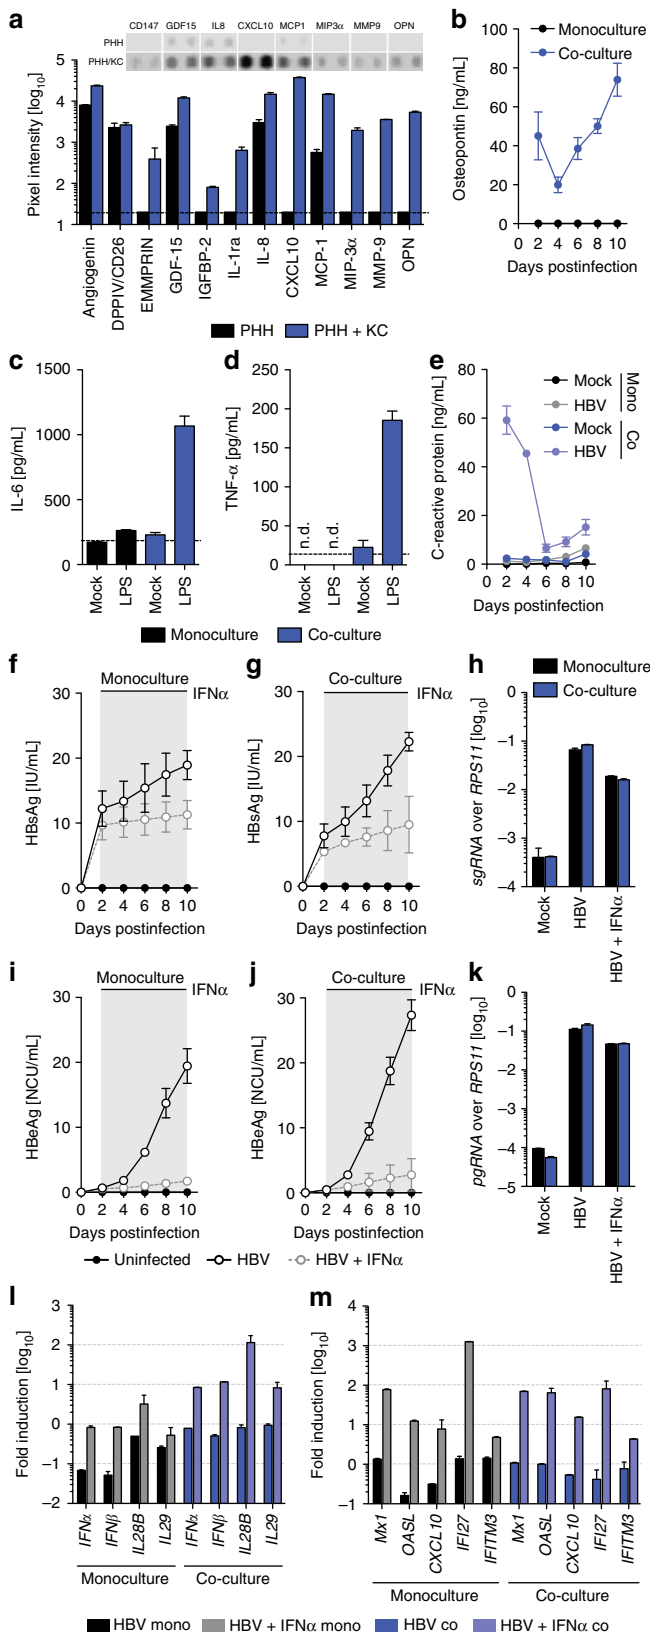 a
CD147 GDF15 IL8 CXCL10 MCP1 MIP3α MMP9 OPN
PHH
PHH/KC
Pixel intensity [log10]
5
4
3
2
1
Angiogenin
DPPIV/CD26
EMMPRIN
GDF-15
IGFBP-2
IL-1ra
IL-8
CXCL10
MCP-1
MIP-3α
MMP-9
OPN
PHH PHH + KC
b
Monoculture
Co-culture
Osteopontin [ng/mL]
100
80
60
40
20
0
0 2 4 6 8 10
Days postinfection
c
IL-6 [pg/mL]
1500
1000
500
0
Mock LPS Mock LPS
d
TNF-α [pg/mL]
250
200
150
100
50
0
n.d. n.d.
Mock LPS Mock LPS
Monoculture Co-culture
e
C-reactive protein [ng/mL]
80
60
40
20
0
Mock
HBV
Mono
Mock
HBV
Co
0 2 4 6 8 10
Days postinfection
f
Monoculture
IFNα
HBsAg [IU/mL]
30
20
10
0
0 2 4 6 8 10
Days postinfection
g
Co-culture
IFNα
HBsAg [IU/mL]
30
20
10
0
0 2 4 6 8 10
Days postinfection
h
Monoculture
Co-culture
sgRNA over RPS11 [log10]
0
−1
−2
−3
−4
Mock
HBV
HBV + IFNα
i
Monoculture
IFNα
HBeAg [NCU/mL]
30
20
10
0
0 2 4 6 8 10
Days postinfection
j
Co-culture
IFNα
HBeAg [NCU/mL]
30
20
10
0
0 2 4 6 8 10
Days postinfection
Uninfected HBV HBV + IFNα
k
pgRNA over RPS11 [log10]
0
−1
−2
−3
−4
−5
Mock
HBV
HBV + IFNα
l
Fold induction [log10]
3
2
1
0
−1
−2
IFNα
IFNβ
IL28B
IL29
IFNα
IFNβ
IL28B
IL29
Monoculture Co-culture
m
Fold induction [log10]
4
3
2
1
0
−1
Mx1
OASL
CXCL10
IFI27
IFITM3
Mx1
OASL
CXCL10
IFI27
IFITM3
Monoculture Co-culture
HBV mono HBV + IFNα mono HBV co HBV + IFNα co